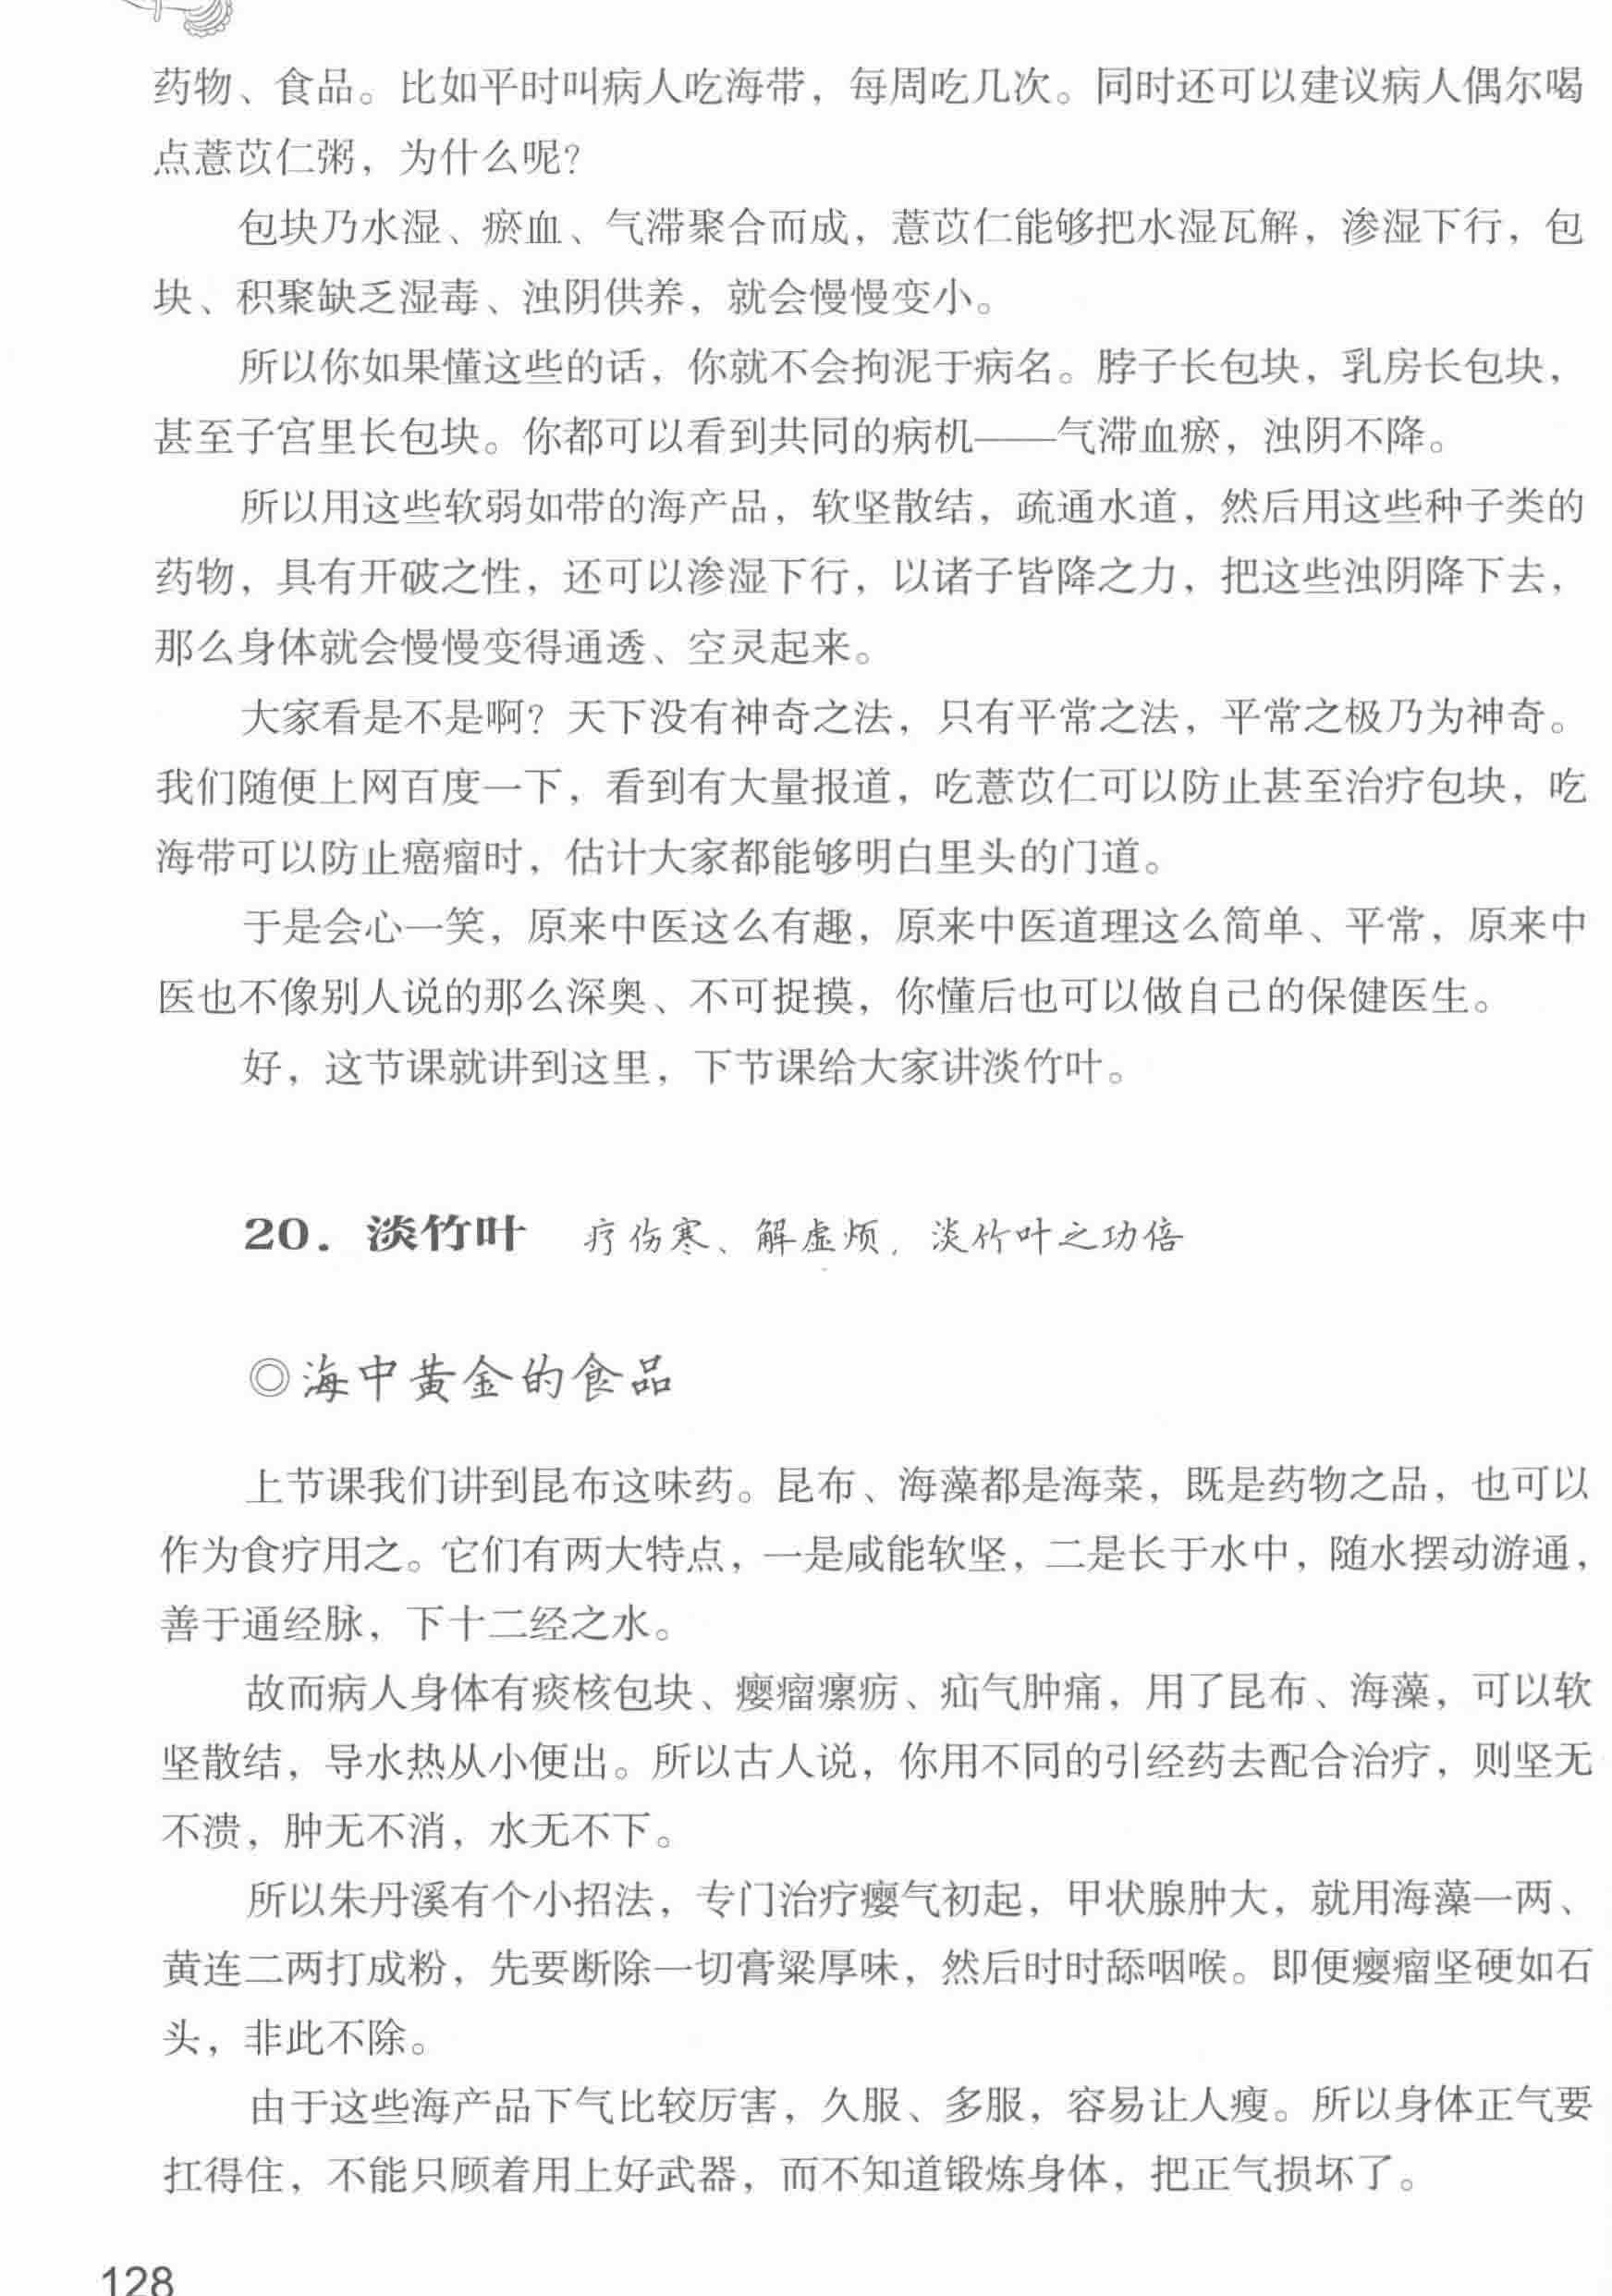 药物、食品。比如平时叫病人吃海带，每周吃几次。同时还可以建议病人偶尔喝
点薏苡仁粥，为什么呢？
包块乃水湿、瘀血、气滞聚合而成，薏苡仁能够把水湿瓦解，渗湿下行，包
块、积聚缺乏湿毒、浊阴供养，就会慢慢变小。
所以你如果懂这些的话，你就不会拘泥于病名。脖子长包块，乳房长包块，
甚至子宫里长包块。你都可以看到共同的病机——气滞血瘀，浊阴不降。
所以用这些软弱如带的海产品，软坚散结，疏通水道，然后用这些种子类的
药物，具有开破之性，还可以渗湿下行，以诸子皆降之力，把这些浊阴降下去，
那么身体就会慢慢变得通透、空灵起来。
大家看是不是啊？天下没有神奇之法，只有平常之法，平常之极乃为神奇。
我们随便上网百度一下，看到有大量报道，吃薏苡仁可以防止甚至治疗包块，吃
海带可以防止癌瘤时，估计大家都能够明白里头的门道。
于是会心一笑，原来中医这么有趣，原来中医道理这么简单、平常，原来中
医也不像别人说的那么深奥、不可捉摸，你懂后也可以做自己的保健医生。
好，这节课就讲到这里，下节课给大家讲淡竹叶。
20．淡竹叶 疗伤寒、解虚烦，淡竹叶之功倍
◎海中黄金的食品
上节课我们讲到昆布这味药。昆布、海藻都是海菜，既是药物之品，也可以
作为食疗用之。它们有两大特点，一是咸能软坚，二是长于水中，随水摆动游通，
善于通经脉，下十二经之水。
故而病人身体有痰核包块、瘿瘤瘰疬、疝气肿痛，用了昆布、海藻，可以软
坚散结，导水热从小便出。所以古人说，你用不同的引经药去配合治疗，则坚无
不溃，肿无不消，水无不下。
所以朱丹溪有个小招法，专门治疗瘿气初起，甲状腺肿大，就用海藻一两、
黄连二两打成粉，先要断除一切膏粱厚味，然后时时舔咽喉。即便瘿瘤坚硬如石
头，非此不除。
由于这些海产品下气比较厉害，久服、多服，容易让人瘦。所以身体正气要
扛得住，不能只顾着用上好武器，而不知道锻炼身体，把正气损坏了。
128